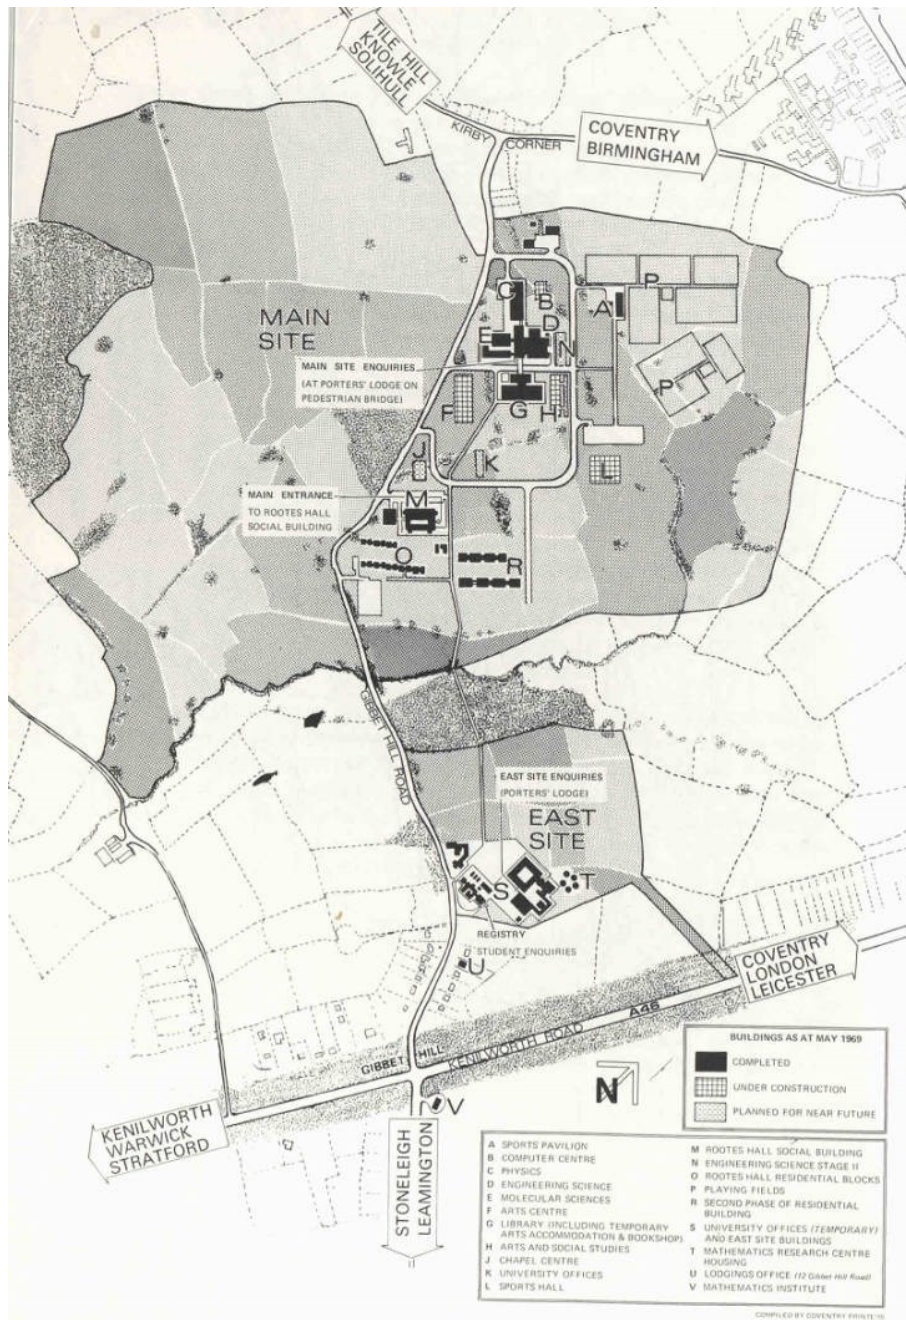 TILE HILL
KNOWLE
SOLIHULL
KIRBY CORNER
COVENTRY
BIRMINGHAM
MAIN
SITE
C
B
D
A
P
E
N
MAIN SITE ENQUIRIES
(AT PORTERS' LODGE ON
PEDESTRIAN BRIDGE)
P
F
G
H
J
K
L
MAIN ENTRANCE
TO ROOTES HALL
SOCIAL BUILDING
M
O
R
GIBBET HILL ROAD
EAST SITE ENQUIRIES
(PORTERS' LODGE)
EAST
SITE
S
T
REGISTRY
STUDENT ENQUIRIES
U
COVENTRY
LONDON
LEICESTER
A46
KENILWORTH ROAD
GIBBET HILL
V
N
KENILWORTH
WARWICK
STRATFORD
STONELEIGH
LEAMINGTON
BUILDINGS AS AT MAY 1969
COMPLETED
UNDER CONSTRUCTION
PLANNED FOR NEAR FUTURE
A SPORTS PAVILION
B COMPUTER CENTRE
C PHYSICS
D ENGINEERING SCIENCE
E MOLECULAR SCIENCES
F ARTS CENTRE
G LIBRARY (INCLUDING TEMPORARY
ARTS ACCOMMODATION & BOOKSHOP)
H ARTS AND SOCIAL STUDIES
J CHAPEL CENTRE
K UNIVERSITY OFFICES
L SPORTS HALL
M ROOTES HALL SOCIAL BUILDING
N ENGINEERING SCIENCE STAGE II
O ROOTES HALL RESIDENTIAL BLOCKS
P PLAYING FIELDS
R SECOND PHASE OF RESIDENTIAL
BUILDING
S UNIVERSITY OFFICES (TEMPORARY)
AND EAST SITE BUILDINGS
T MATHEMATICS RESEARCH CENTRE
HOUSING
U LODGINGS OFFICE (12 Gibbet Hill Road)
V MATHEMATICS INSTITUTE
COMPILED BY COVENTRY